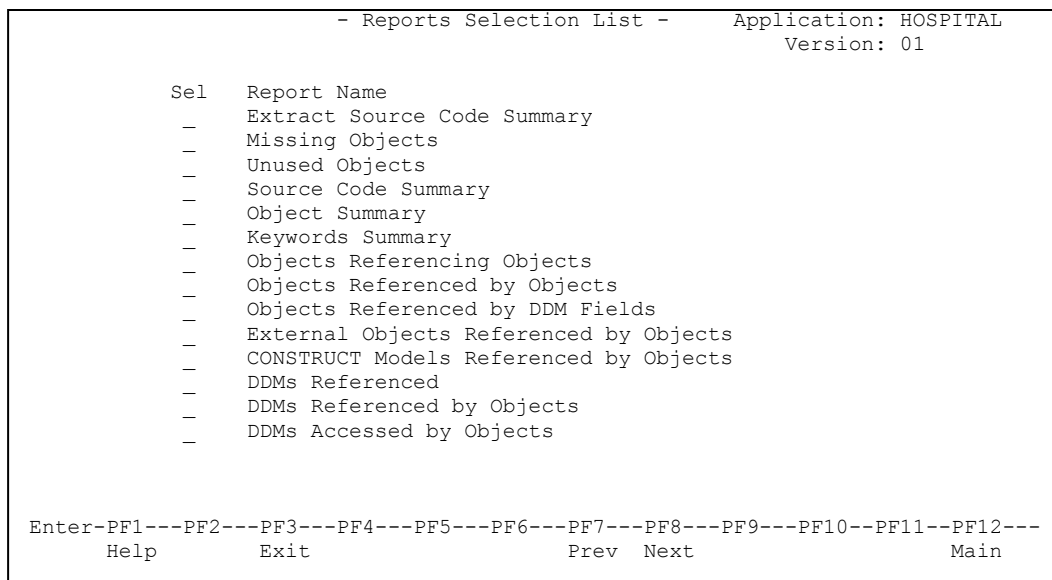 - Reports Selection List - Application: HOSPITAL
Version: 01
Sel Report Name
_ Extract Source Code Summary
_ Missing Objects
_ Unused Objects
_ Source Code Summary
_ Object Summary
_ Keywords Summary
_ Objects Referencing Objects
_ Objects Referenced by Objects
_ Objects Referenced by DDM Fields
_ External Objects Referenced by Objects
_ CONSTRUCT Models Referenced by Objects
_ DDMs Referenced
_ DDMs Referenced by Objects
_ DDMs Accessed by Objects
Enter-PF1---PF2---PF3---PF4---PF5---PF6---PF7---PF8---PF9---PF10--PF11--PF12---
Help Exit Prev Next Main